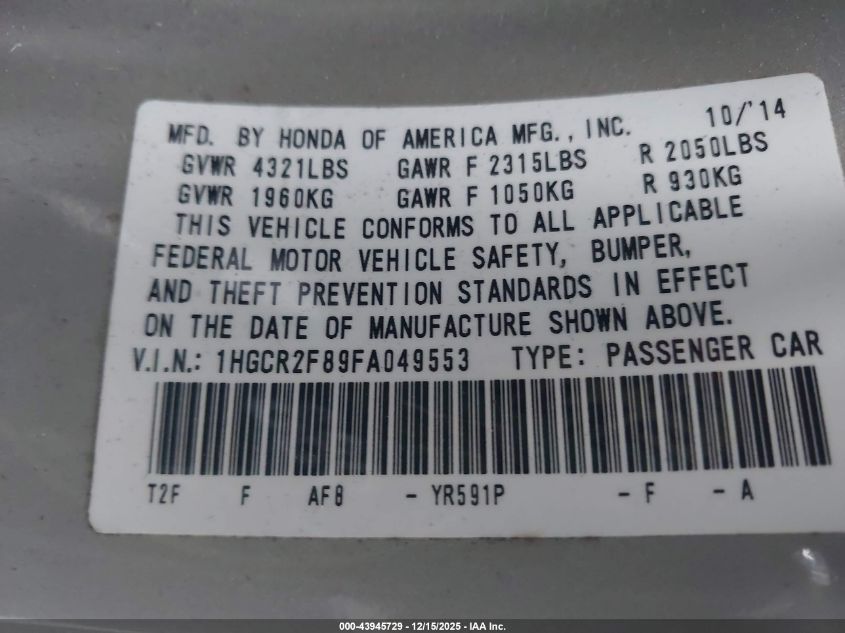 MFD. BY HONDA OF AMERICA MFG., INC. 10/'14
GVWR 4321LBS GAWR F 2315LBS R 2050LBS
GVWR 1960KG GAWR F 1050KG R 930KG
THIS VEHICLE CONFORMS TO ALL APPLICABLE
FEDERAL MOTOR VEHICLE SAFETY, BUMPER,
AND THEFT PREVENTION STANDARDS IN EFFECT
ON THE DATE OF MANUFACTURE SHOWN ABOVE.
V.I.N.: 1HGCR2F89FA049553 TYPE: PASSENGER CAR
T2F F AF8 - YR591P - F - A
000-43945729 - 12/15/2025 - IAA Inc.